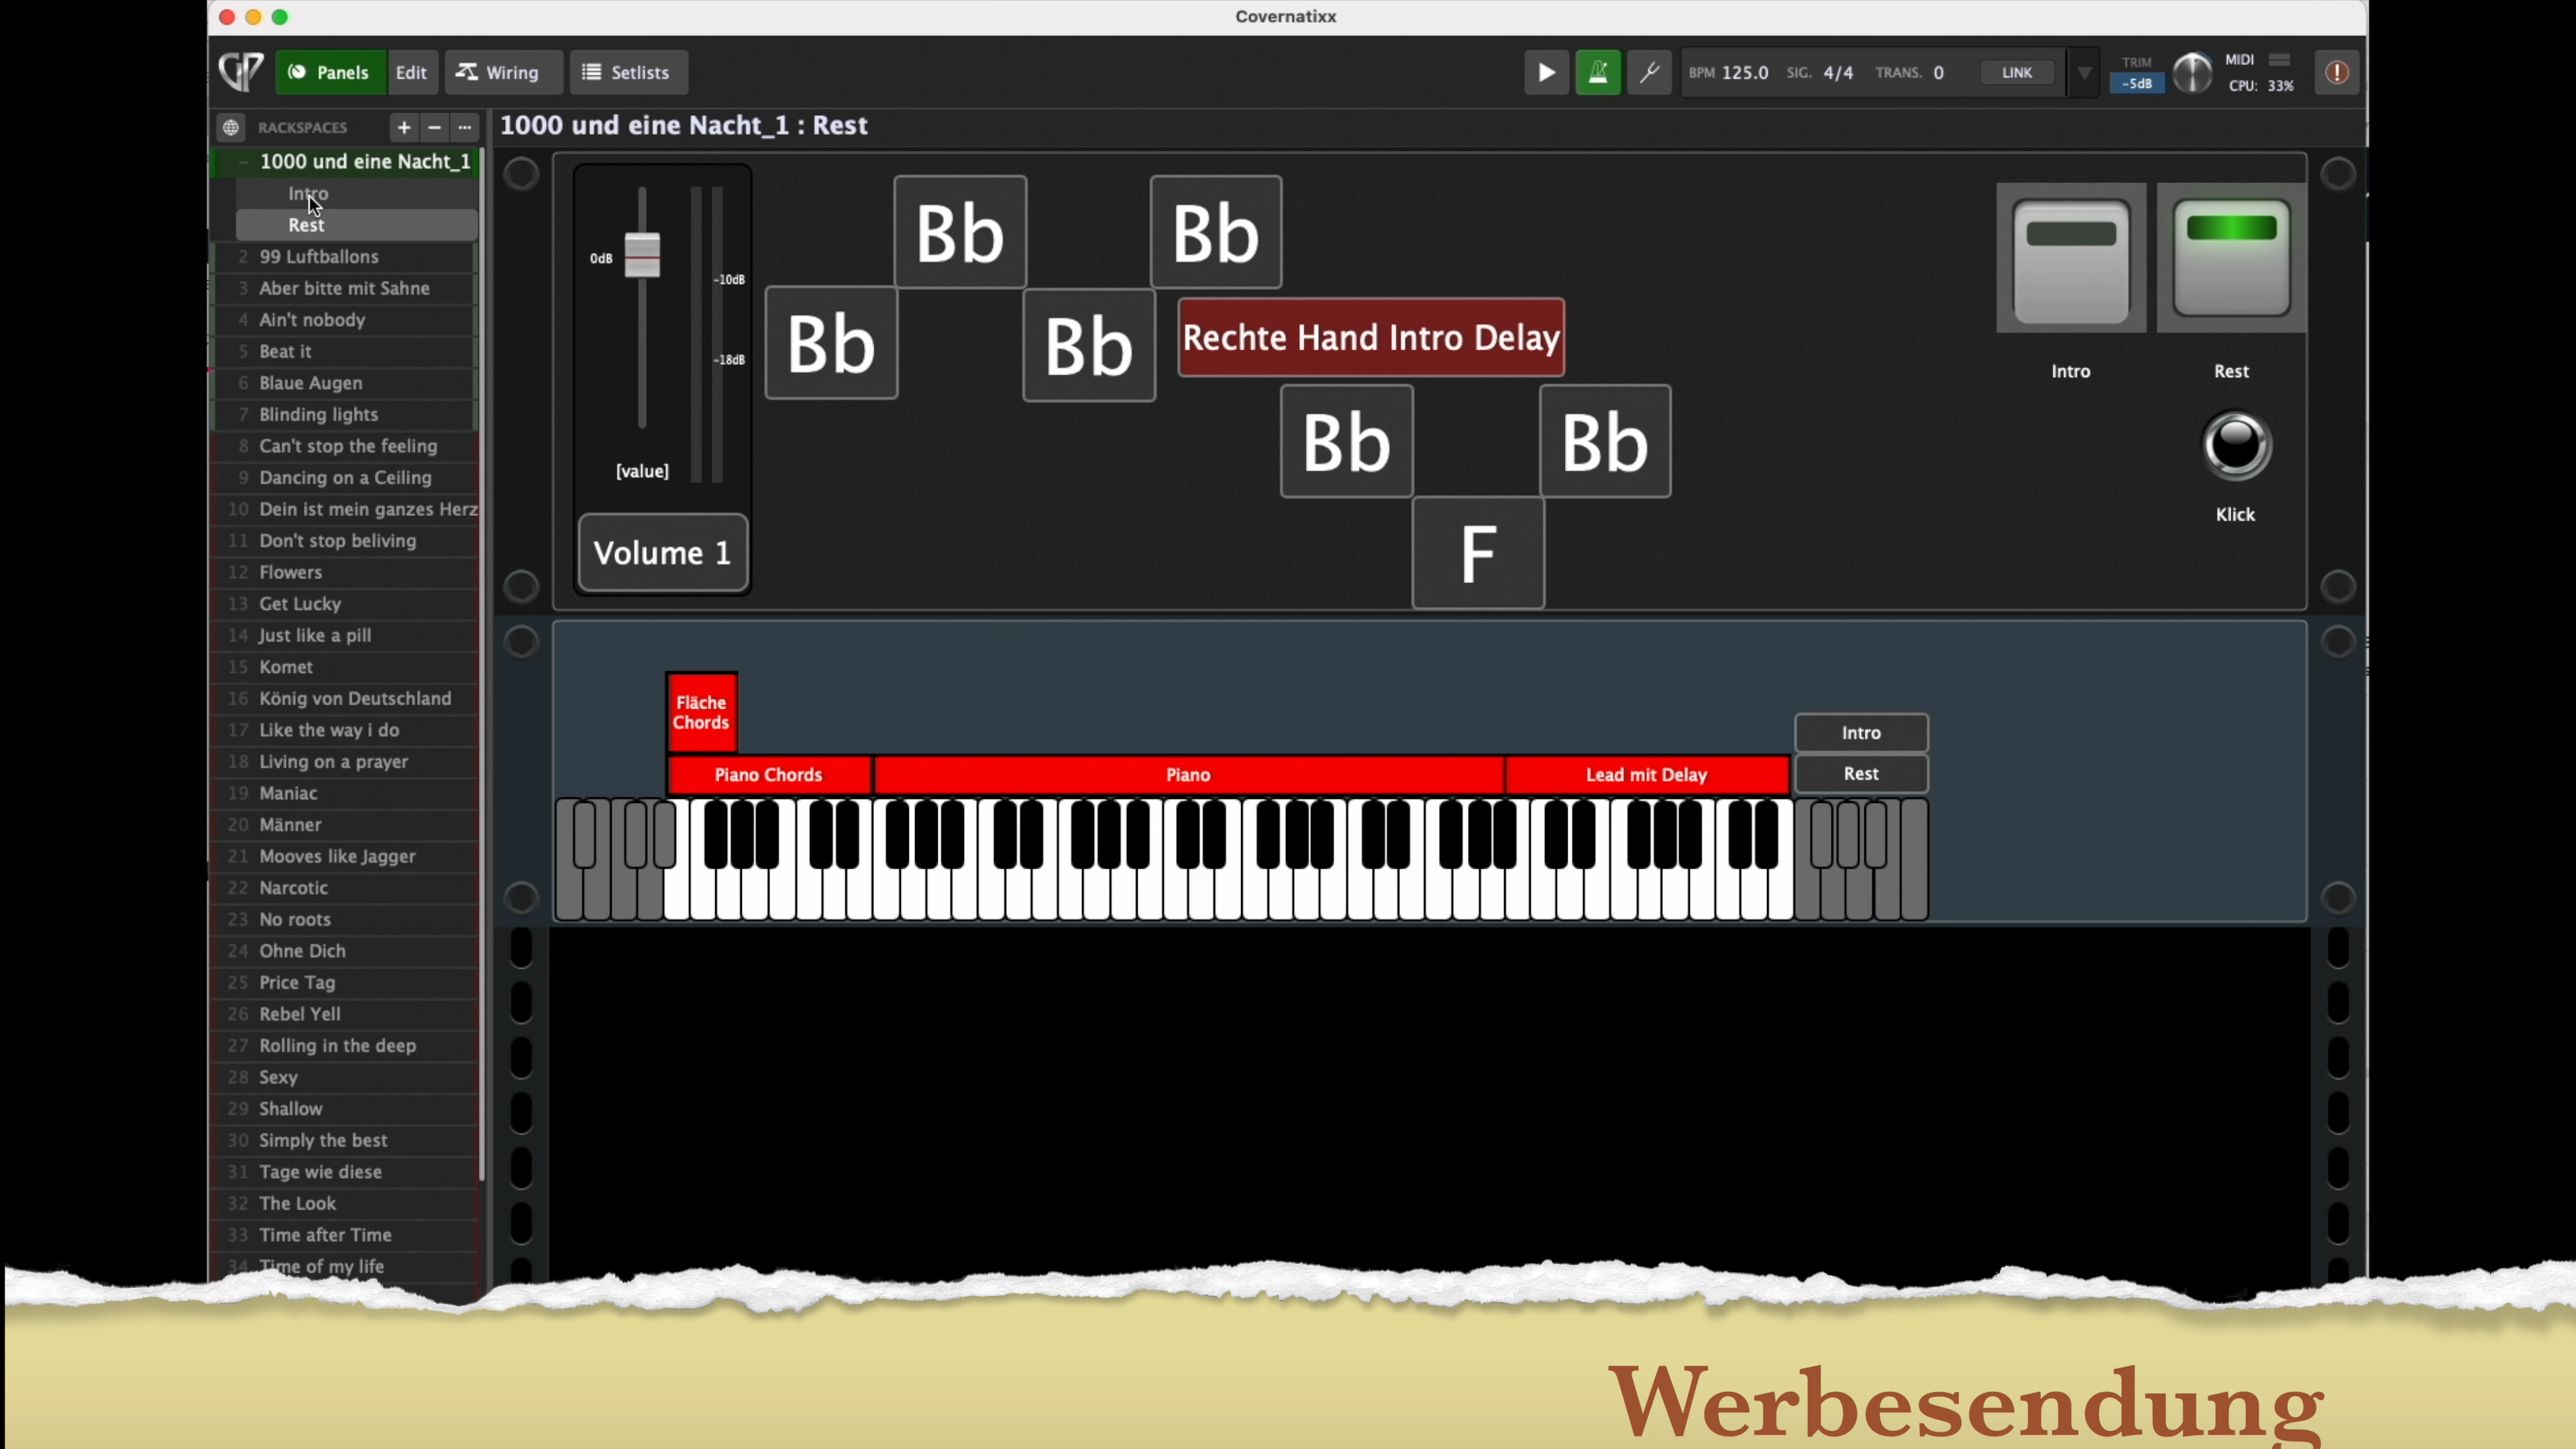 Covernatixx
GP Panels Edit Wiring Setlists BPM 125.0 SIG. 4/4 TRANS. 0 LINK TRIM -5dB MIDI CPU: 33%
RACKSPACES + - ...
1000 und eine Nacht_1 : Rest
1000 und eine Nacht_1
Intro
Rest
2 99 Luftballons
3 Aber bitte mit Sahne
4 Ain't nobody
5 Beat it
6 Blaue Augen
7 Blinding lights
8 Can't stop the feeling
9 Dancing on a Ceiling
10 Dein ist mein ganzes Herz
11 Don't stop beliving
12 Flowers
13 Get Lucky
14 Just like a pill
15 Komet
16 König von Deutschland
17 Like the way i do
18 Living on a prayer
19 Maniac
20 Männer
21 Mooves like Jagger
22 Narcotic
23 No roots
24 Ohne Dich
25 Price Tag
26 Rebel Yell
27 Rolling in the deep
28 Sexy
29 Shallow
30 Simply the best
31 Tage wie diese
32 The Look
33 Time after Time
34 Time of my life
0dB
-10dB
-18dB
[value]
Volume 1
Bb Bb
Bb Bb
Rechte Hand Intro Delay
Bb Bb
F
Intro Rest
Klick
Fläche
Chords
Piano Chords Piano Lead mit Delay
Intro
Rest
Werbesendung